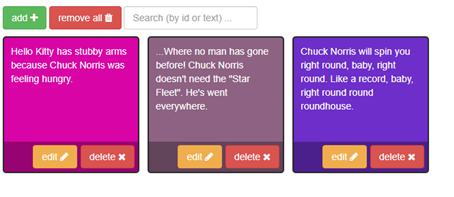 add
remove all
Search (by id or text) ...
Hello Kitty has stubby arms
because Chuck Norris was
feeling hungry.
edit
delete
...Where no man has gone
before! Chuck Norris
doesn't need the "Star
Fleet". He's went
everywhere.
edit
delete
Chuck Norris will spin you
right round, baby, right
round. Like a record, baby,
right round round
roundhouse.
edit
delete